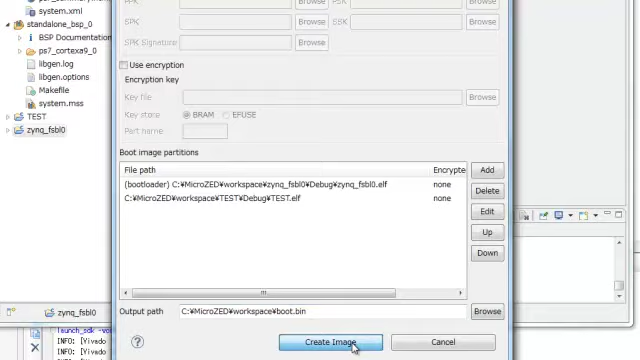 PPK Browse PSK Browse
SPK Browse SSK Browse
SPK Signature Browse
Use encryption
Encryption key
Key file Browse
Key store BRAM EFUSE
Part name
Boot image partitions
File path Encrypte
(bootloader) C:¥MicroZED¥workspace¥zynq_fsbl0¥Debug¥zynq_fsbl0.elf none
C:¥MicroZED¥workspace¥TEST¥Debug¥TEST.elf none
Add
Delete
Edit
Up
Down
Output path C:¥MicroZED¥workspace¥boot.bin Browse
Create Image Cancel
system.xml
standalone_bsp_0
BSP Documentation
ps7_cortexa9_0
libgen.log
libgen.options
Makefile
system.mss
TEST
zynq_fsbl0
zynq_fsbl0
launch_sdk -wo
INFO: [Vivado
INFO: [Viv